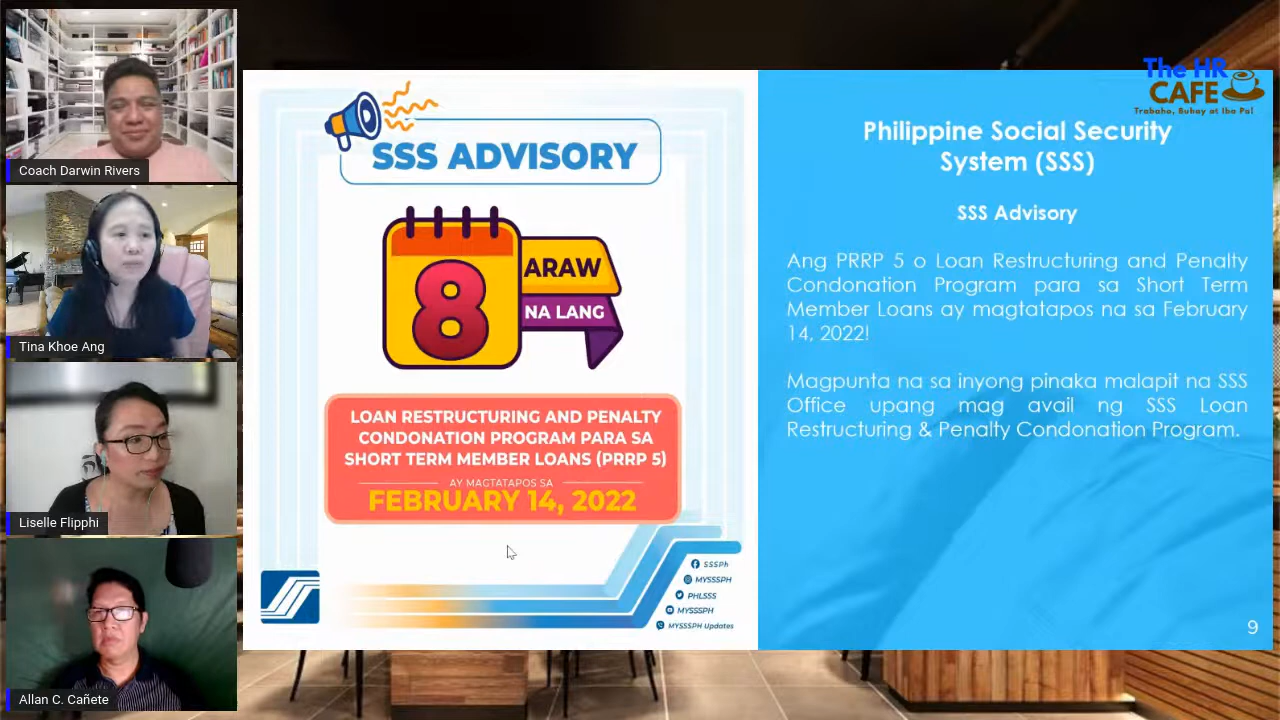 Coach Darwin Rivers
Tina Khoe Ang
Liselle Flipphi
Allan C. Cañete
SSS ADVISORY
8
ARAW
NA LANG
LOAN RESTRUCTURING AND PENALTY
CONDONATION PROGRAM PARA SA
SHORT TERM MEMBER LOANS (PRRP 5)
AY MAGTATAPOS SA
FEBRUARY 14, 2022
SSSPh
MYSSSPH
PHLSSS
MYSSSPH
MYSSSPH Updates
The HR
CAFE
Trabaho, Buhay at Iba Pa!
Philippine Social Security
System (SSS)
SSS Advisory
Ang PRRP 5 o Loan Restructuring and Penalty
Condonation Program para sa Short Term
Member Loans ay magtatapos na sa February
14, 2022!
Magpunta na sa inyong pinaka malapit na SSS
Office upang mag avail ng SSS Loan
Restructuring & Penalty Condonation Program.
9